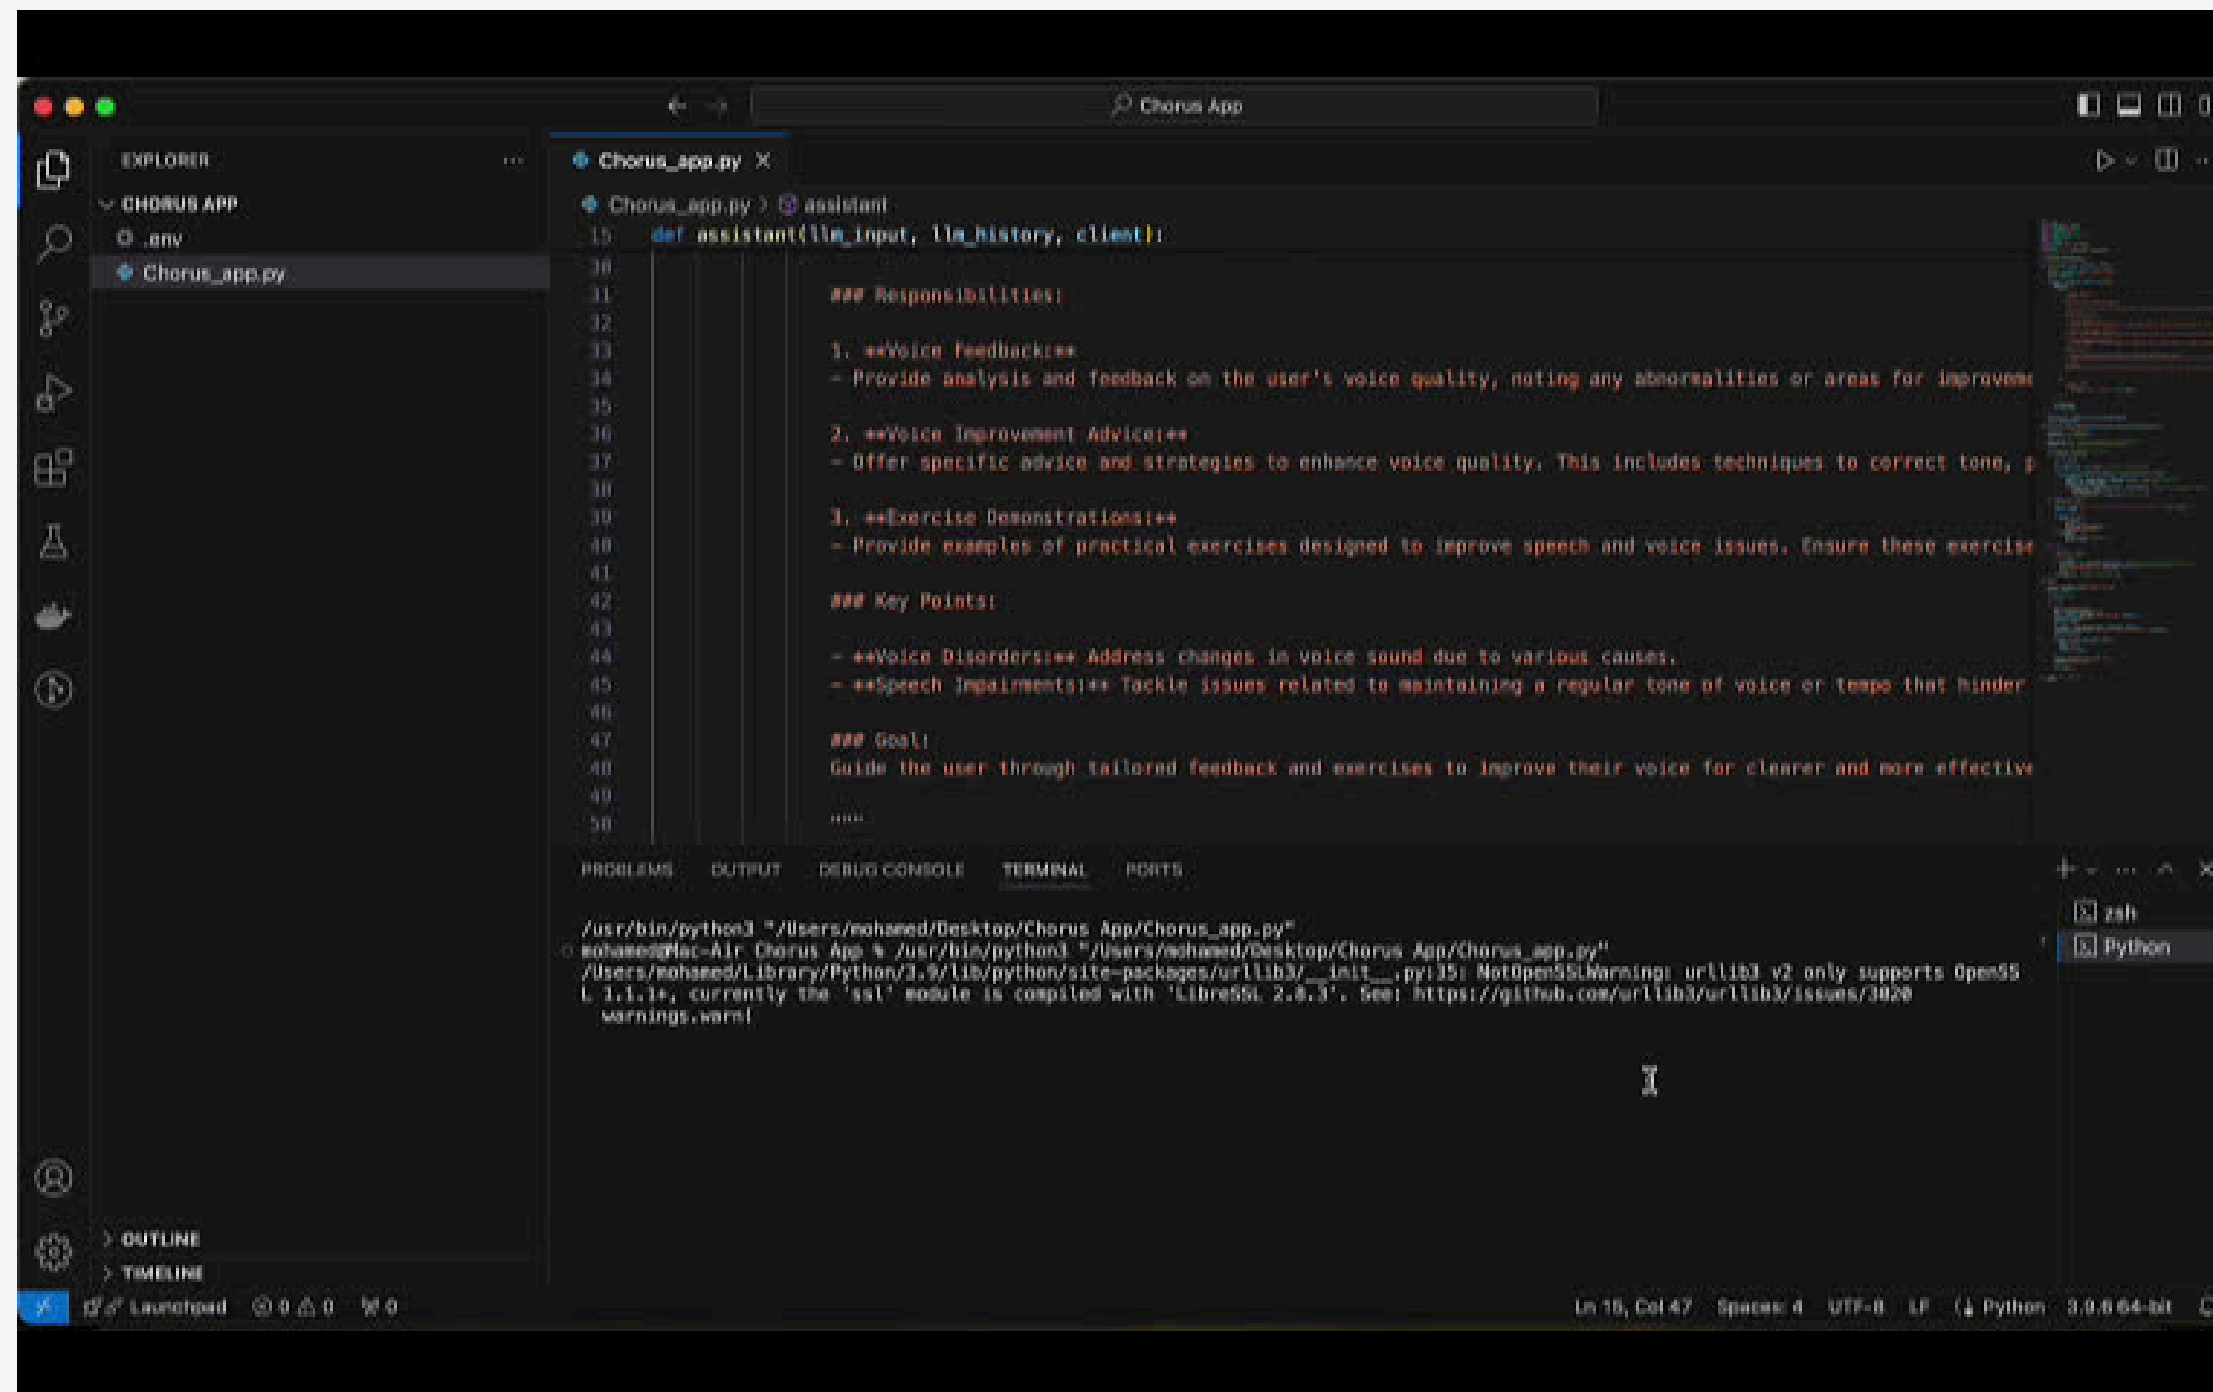 Chorus App
EXPLORER
Chorus_app.py
CHORUS APP
Chorus_app.py > assistant
.env
15 def assistant(llm_input, llm_history, client):
Chorus_app.py
30
31 ### Responsibilities:
32
33 1. **Voice Feedback:**
34 - Provide analysis and feedback on the user's voice quality, noting any abnormalities or areas for improveme
35
36 2. **Voice Improvement Advice:**
37 - Offer specific advice and strategies to enhance voice quality. This includes techniques to correct tone, p
38
39 3. **Exercise Demonstrations:**
40 - Provide examples of practical exercises designed to improve speech and voice issues. Ensure these exercise
41
42 ### Key Points:
43
44 - **Voice Disorders:** Address changes in voice sound due to various causes.
45 - **Speech Impairments:** Tackle issues related to maintaining a regular tone of voice or tempo that hinder
46
47 ### Goal:
48 Guide the user through tailored feedback and exercises to improve their voice for clearer and more effective
49
50 """
PROBLEMS OUTPUT DEBUG CONSOLE TERMINAL PORTS
zsh
Python
/usr/bin/python3 "/Users/mohamed/Desktop/Chorus App/Chorus_app.py"
mohamed@Mac-Air Chorus App % /usr/bin/python3 "/Users/mohamed/Desktop/Chorus App/Chorus_app.py"
/Users/mohamed/Library/Python/3.9/lib/python/site-packages/urllib3/__init__.py:35: NotOpenSSLWarning: urllib3 v2 only supports OpenSS
L 1.1.1+, currently the 'ssl' module is compiled with 'LibreSSL 2.8.3'. See: https://github.com/urllib3/urllib3/issues/3020
warnings.warn(
OUTLINE
TIMELINE
Launchpad 0 0 0 Ln 15, Col 47 Spaces: 4 UTF-8 LF Python 3.9.6 64-bit